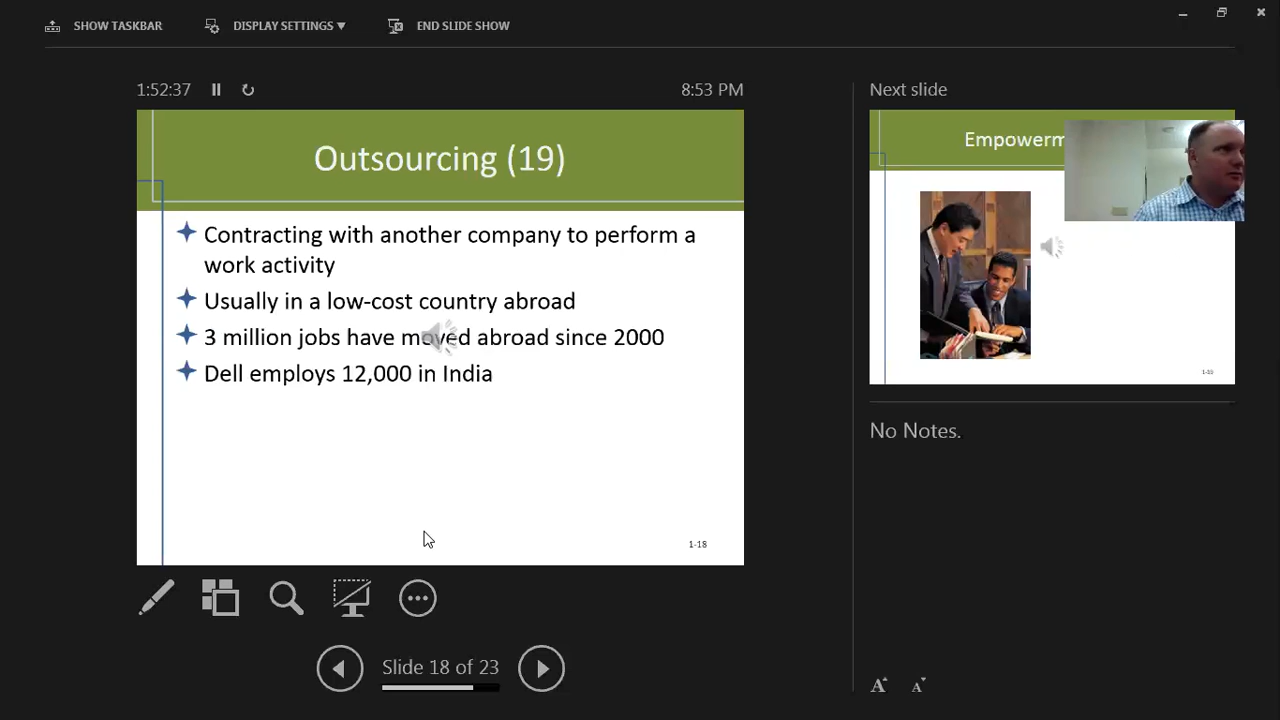 SHOW TASKBAR
DISPLAY SETTINGS ▼
END SLIDE SHOW
1:52:37
8:53 PM
Outsourcing (19)
Contracting with another company to perform a
work activity
Usually in a low-cost country abroad
3 million jobs have moved abroad since 2000
Dell employs 12,000 in India
1-18
Slide 18 of 23
Next slide
Empowerm
No Notes.
A A